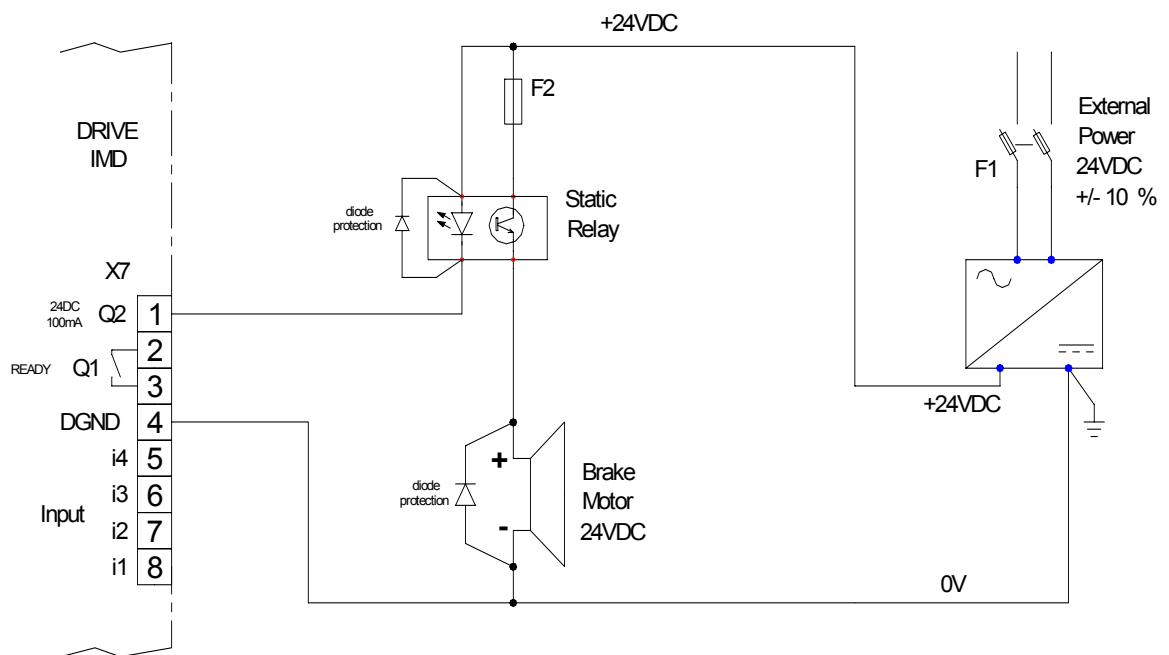 +24VDC
F2
DRIVE
IMD
External
Power
24VDC
+/- 10 %
F1
Static
Relay
diode
protection
X7
24DC
100mA
Q2
1
2
READY
Q1
3
+24VDC
DGND
4
i4
5
+
i3
6
diode
protection
Brake
Motor
24VDC
Input
i2
7
-
i1
8
0V